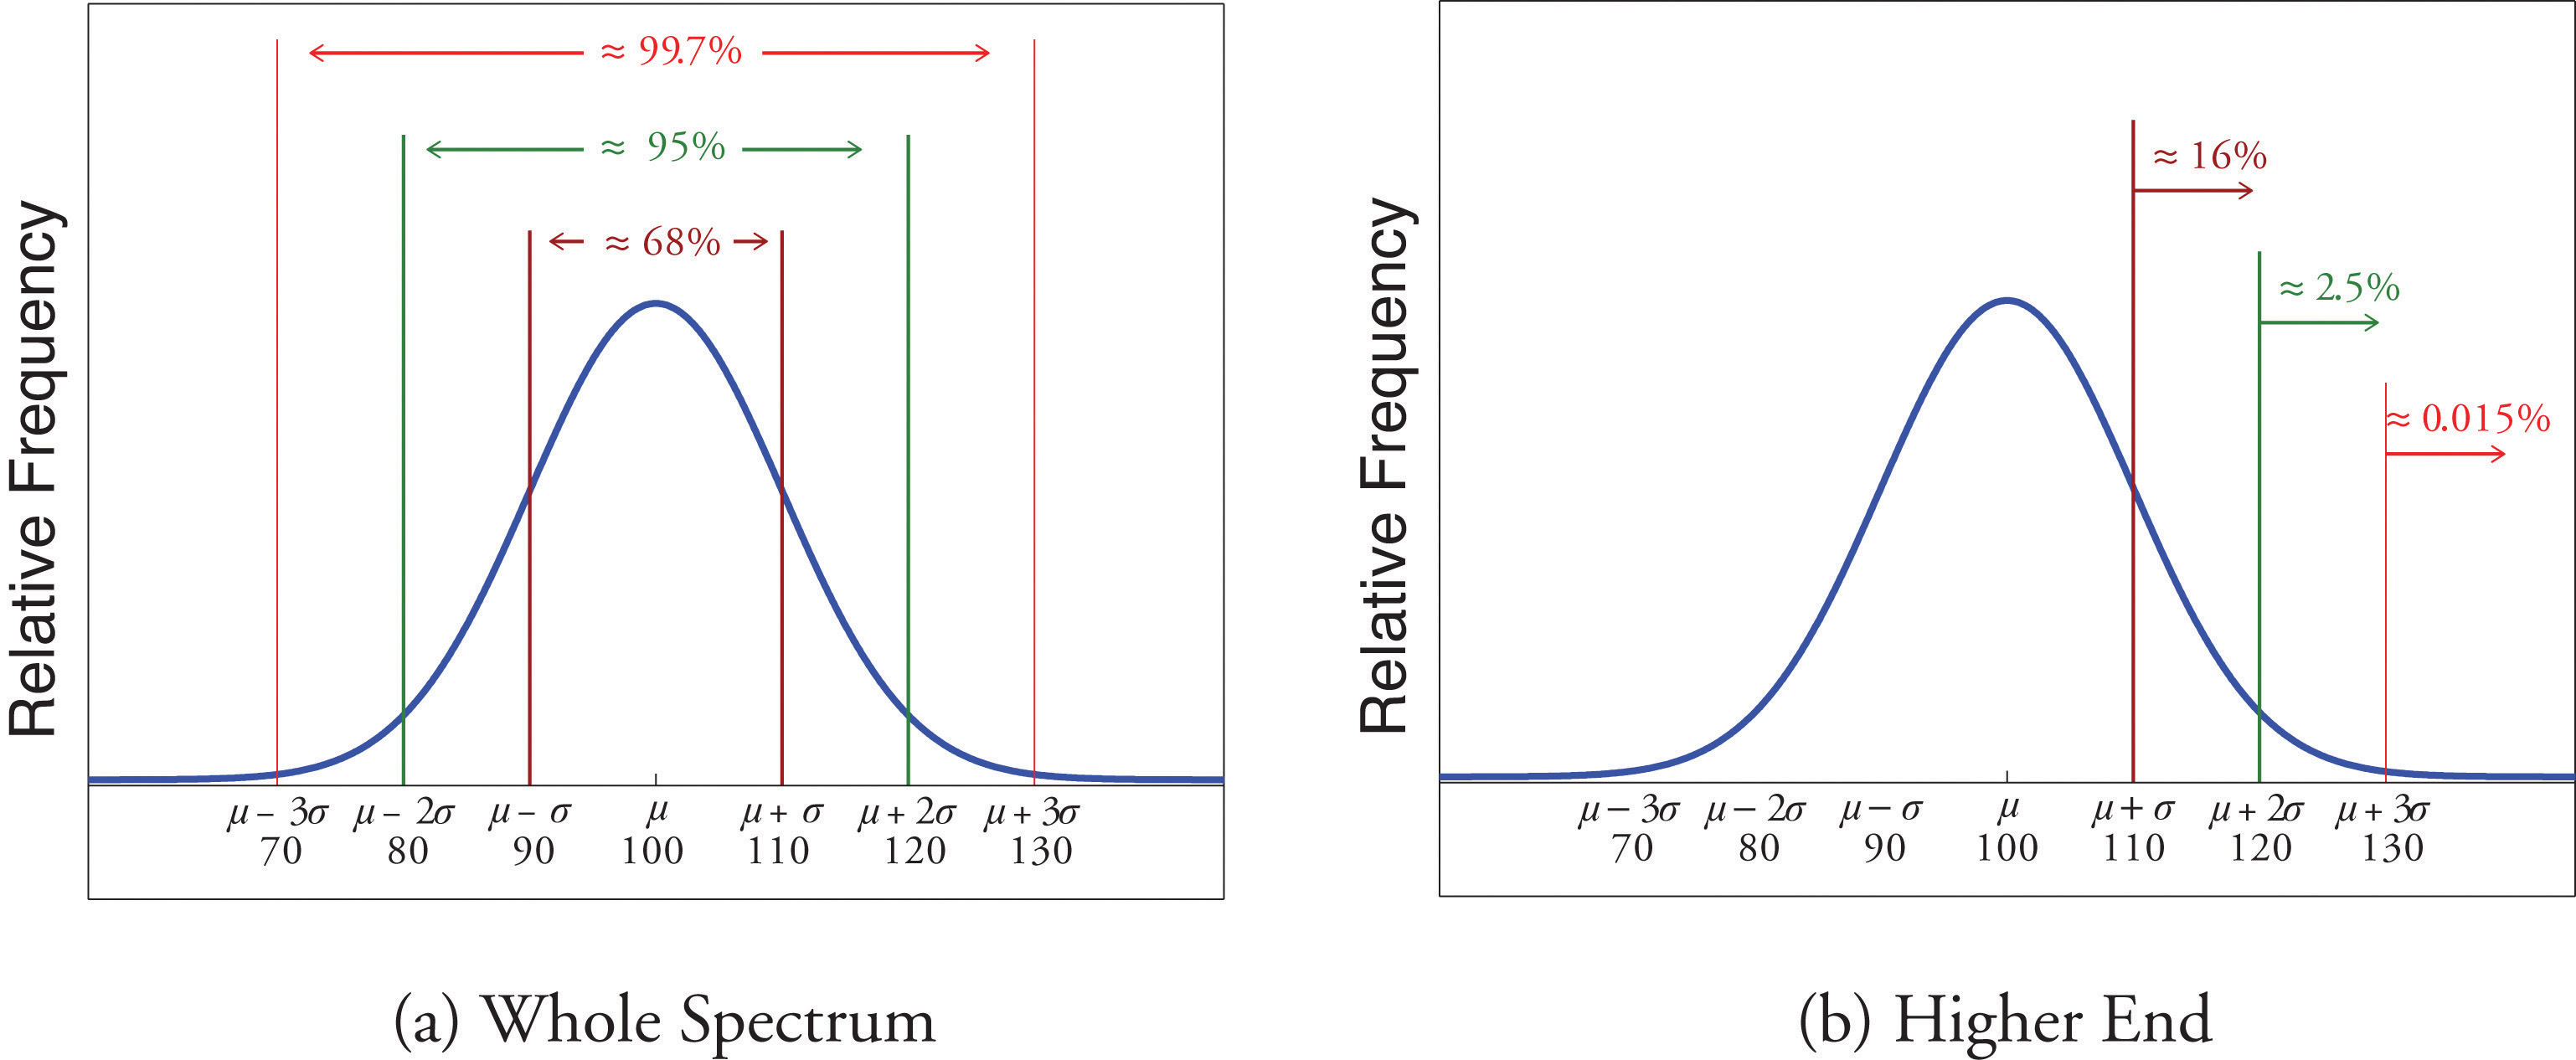 ≈ 99.7%
≈ 95%
≈ 68%
Relative Frequency
μ − 3σ μ − 2σ μ − σ μ μ + σ μ + 2σ μ + 3σ
70 80 90 100 110 120 130
(a) Whole Spectrum
≈ 16%
≈ 2.5%
≈ 0.015%
Relative Frequency
μ − 3σ μ − 2σ μ − σ μ μ + σ μ + 2σ μ + 3σ
70 80 90 100 110 120 130
(b) Higher End